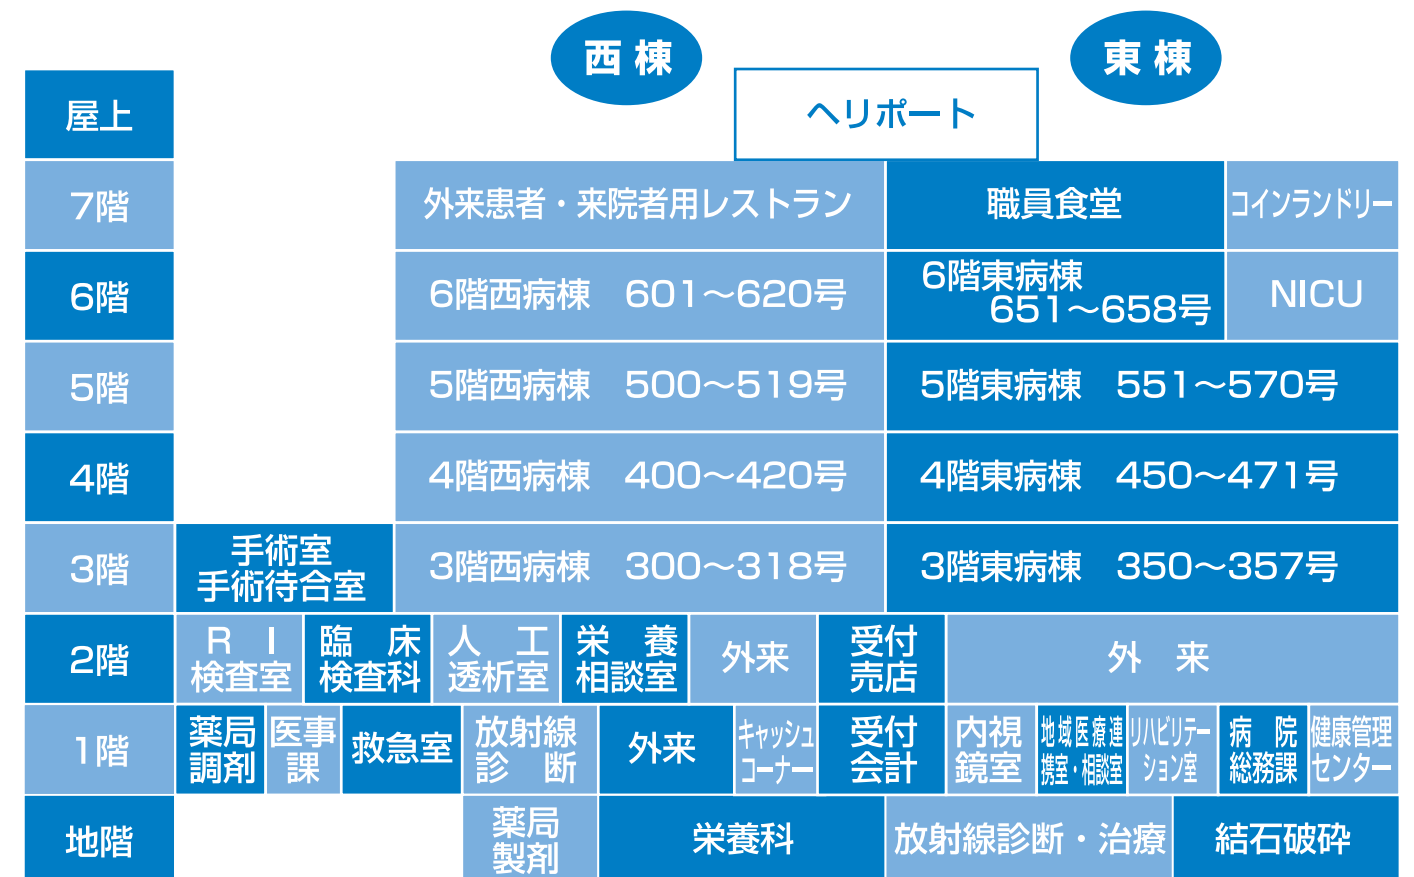 西棟
東棟
屋上
ヘリポート
7階
外来患者・来院者用レストラン
職員食堂
コインランドリー
6階
6階西病棟　601～620号
6階東病棟
651～658号
NICU
5階
5階西病棟　500～519号
5階東病棟　551～570号
4階
4階西病棟　400～420号
4階東病棟　450～471号
3階
手術室
手術待合室
3階西病棟　300～318号
3階東病棟　350～357号
2階
ＲＩ
検査室
臨床
検査科
人工
透析室
栄養
相談室
外来
受付
売店
外来
1階
薬局
調剤
医事
課
救急室
放射線
診断
外来
キャッシュ
コーナー
受付
会計
内視
鏡室
地域医療連
携室・相談室
リハビリテー
ション室
病院
総務課
健康管理
センター
地階
薬局
製剤
栄養科
放射線診断・治療
結石破砕